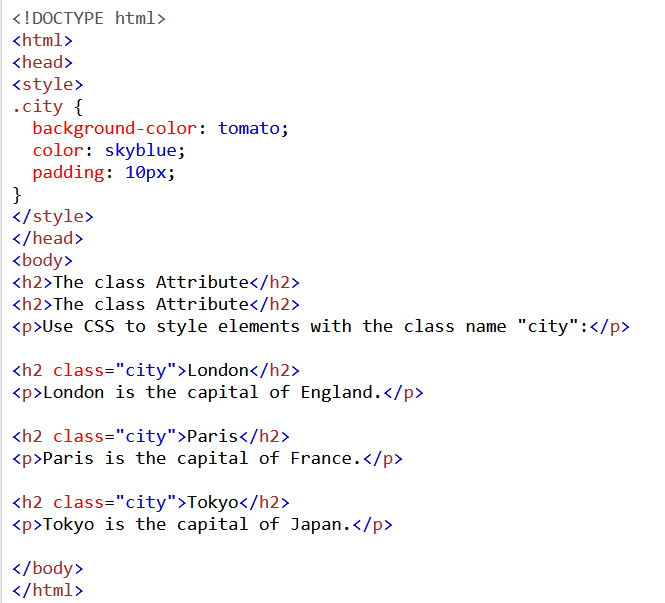 <!DOCTYPE html>
<html>
<head>
<style>
.city {
  background-color: tomato;
  color: skyblue;
  padding: 10px;
}
</style>
</head>
<body>
<h2>The class Attribute</h2>
<h2>The class Attribute</h2>
<p>Use CSS to style elements with the class name "city":</p>

<h2 class="city">London</h2>
<p>London is the capital of England.</p>

<h2 class="city">Paris</h2>
<p>Paris is the capital of France.</p>

<h2 class="city">Tokyo</h2>
<p>Tokyo is the capital of Japan.</p>

</body>
</html>